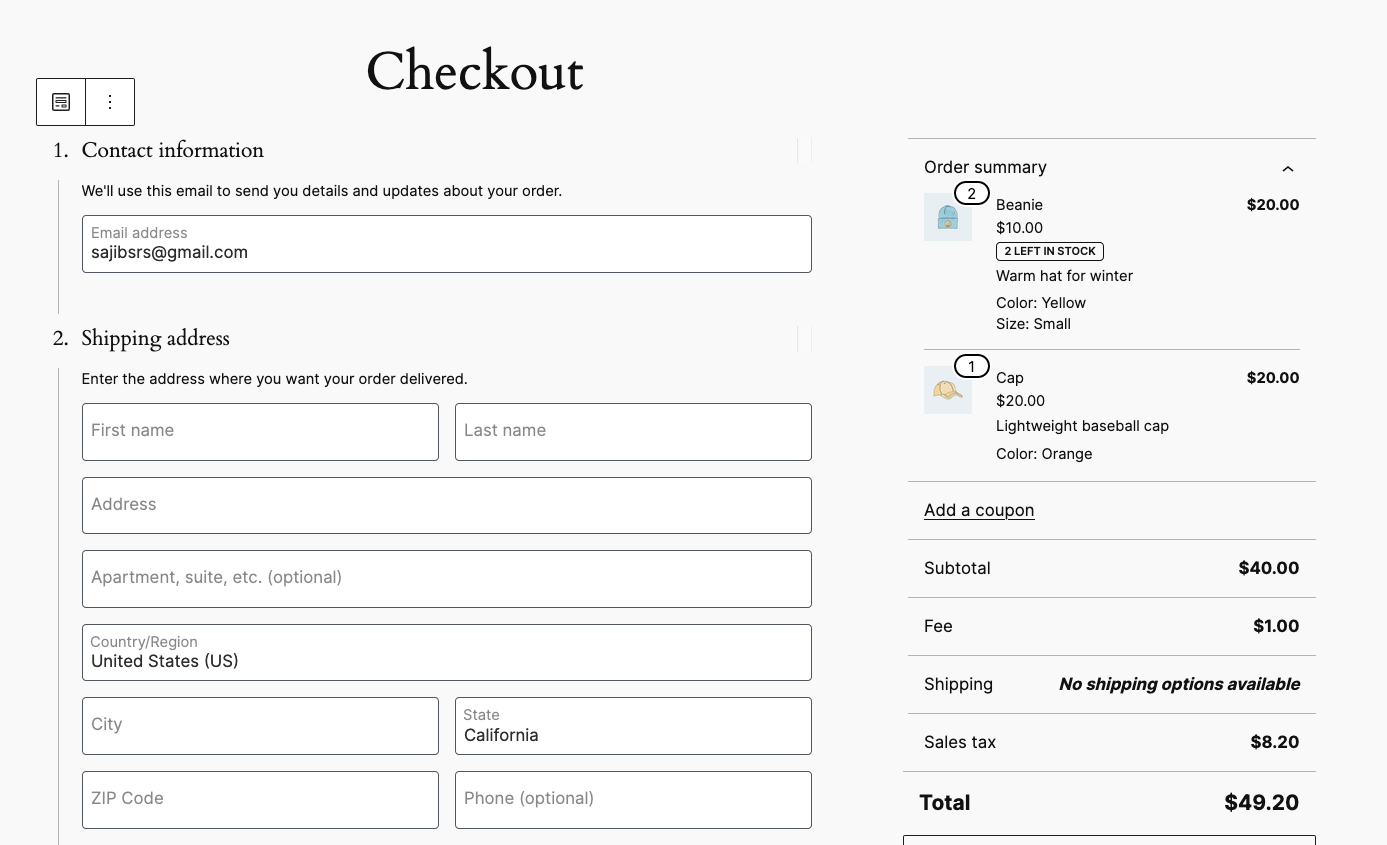 Checkout
1. Contact information
We'll use this email to send you details and updates about your order.
Email address
sajibsrs@gmail.com
2. Shipping address
Enter the address where you want your order delivered.
First name
Last name
Address
Apartment, suite, etc. (optional)
Country/Region
United States (US)
City
State
California
ZIP Code
Phone (optional)
Order summary
2
Beanie $20.00
$10.00
2 LEFT IN STOCK
Warm hat for winter
Color: Yellow
Size: Small
1
Cap $20.00
$20.00
Lightweight baseball cap
Color: Orange
Add a coupon
Subtotal $40.00
Fee $1.00
Shipping No shipping options available
Sales tax $8.20
Total $49.20